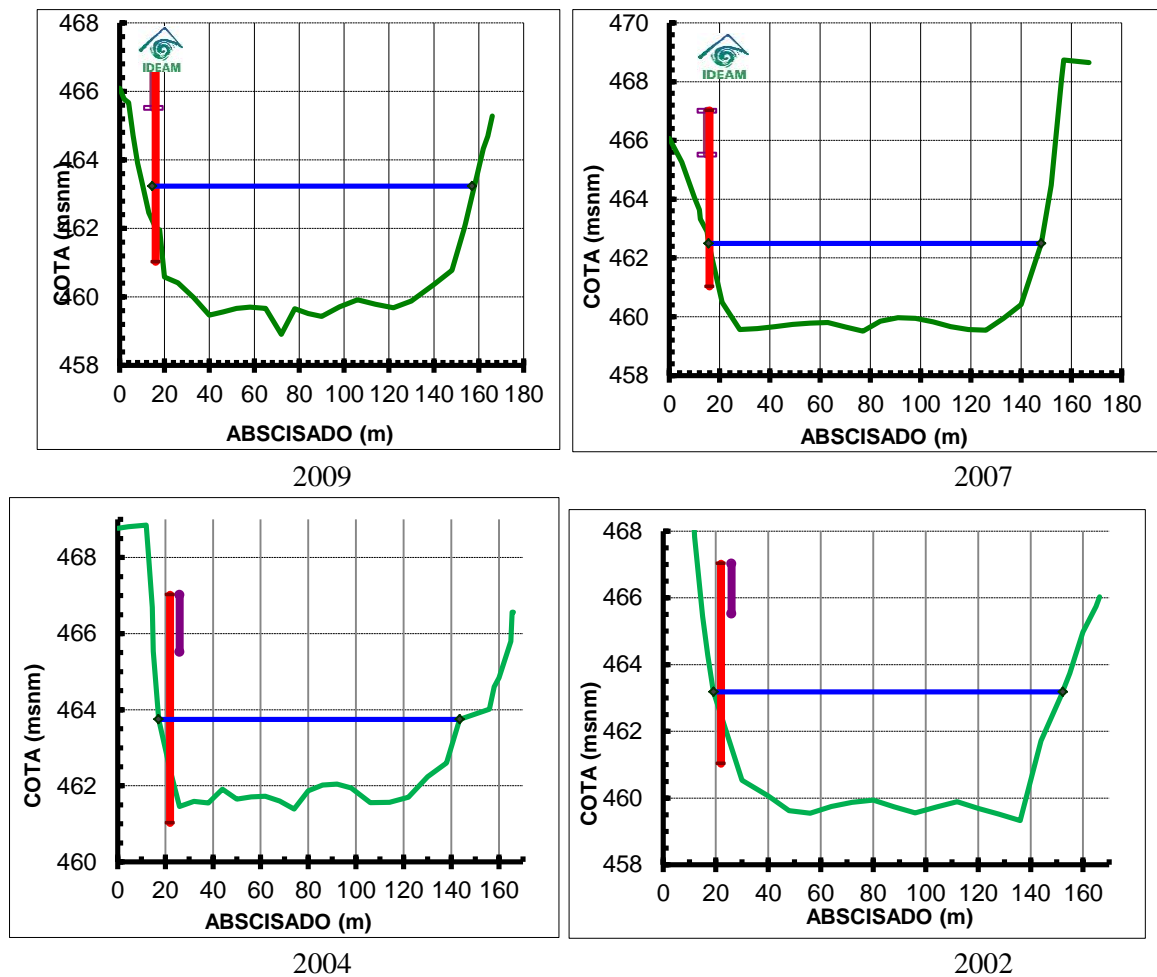 468
466
464
462
460
458
COTA (msnm)
IDEAM
0 20 40 60 80 100 120 140 160 180
ABSCISADO (m)
2009
470
468
466
464
462
460
458
COTA (msnm)
IDEAM
0 20 40 60 80 100 120 140 160 180
ABSCISADO (m)
2007
468
466
464
462
460
COTA (msnm)
0 20 40 60 80 100 120 140 160
ABSCISADO (m)
2004
468
466
464
462
460
458
COTA (msnm)
0 20 40 60 80 100 120 140 160
ABSCISADO (m)
2002